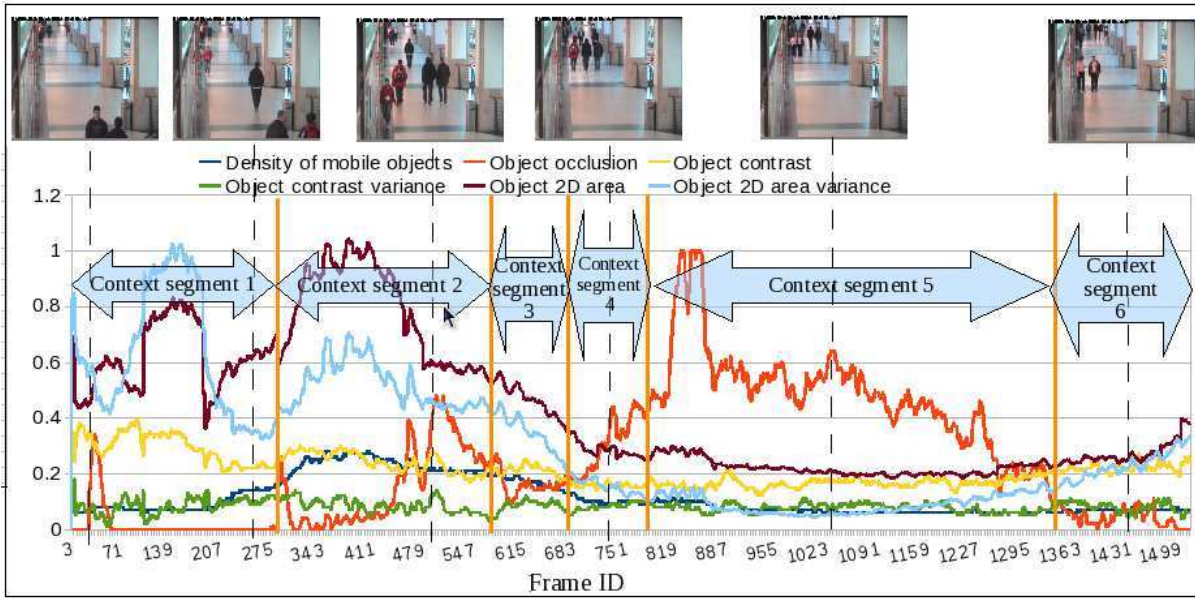 Density of mobile objects Object occlusion Object contrast
Object contrast variance Object 2D area Object 2D area variance
1.2
1
0.8
0.6
0.4
0.2
0
Context segment 1
Context segment 2
Context
segment
3
Context
segment
4
Context segment 5
Context
segment
6
3 71 139 207 275 343 411 479 547 615 683 751 819 887 955 1023 1091 1159 1227 1295 1363 1431 1499
Frame ID